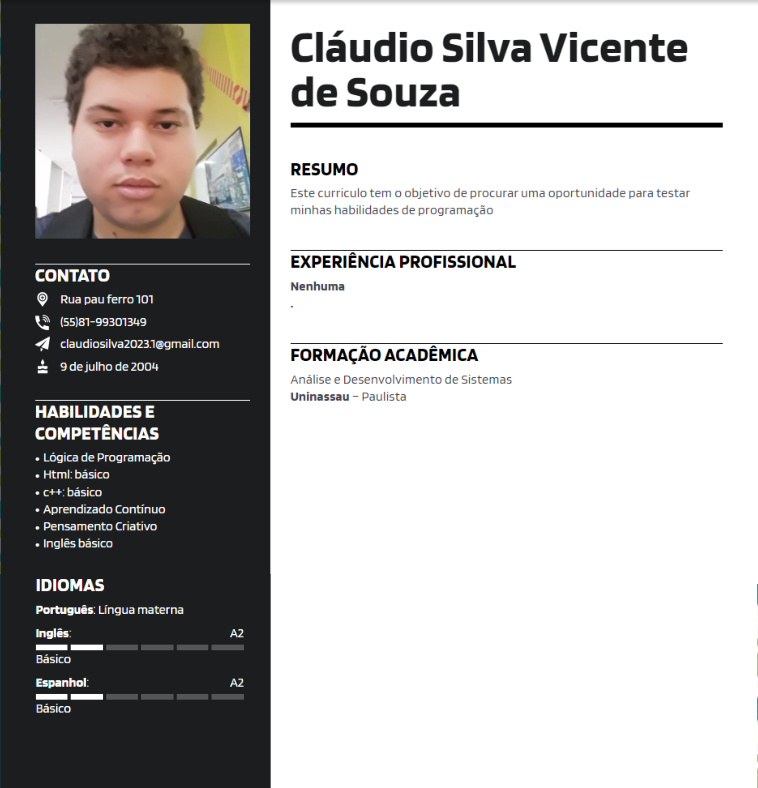 Cláudio Silva Vicente
de Souza
RESUMO
Este curriculo tem o objetivo de procurar uma oportunidade para testar
minhas habilidades de programação
EXPERIÊNCIA PROFISSIONAL
Nenhuma
.
FORMAÇÃO ACADÊMICA
Análise e Desenvolvimento de Sistemas
Uninassau – Paulista
CONTATO
Rua pau ferro 101
(55)81-99301349
claudiosilva2023.1@gmail.com
9 de julho de 2004
HABILIDADES E
COMPETÊNCIAS
• Lógica de Programação
• Html: básico
• c++: básico
• Aprendizado Contínuo
• Pensamento Criativo
• Inglês básico
IDIOMAS
Português: Língua materna
Inglês: A2
Básico
Espanhol: A2
Básico